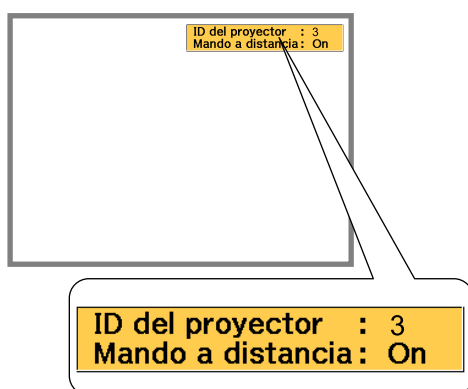 ID del proyector : 3
Mando a distancia: On
ID del proyector : 3
Mando a distancia: On